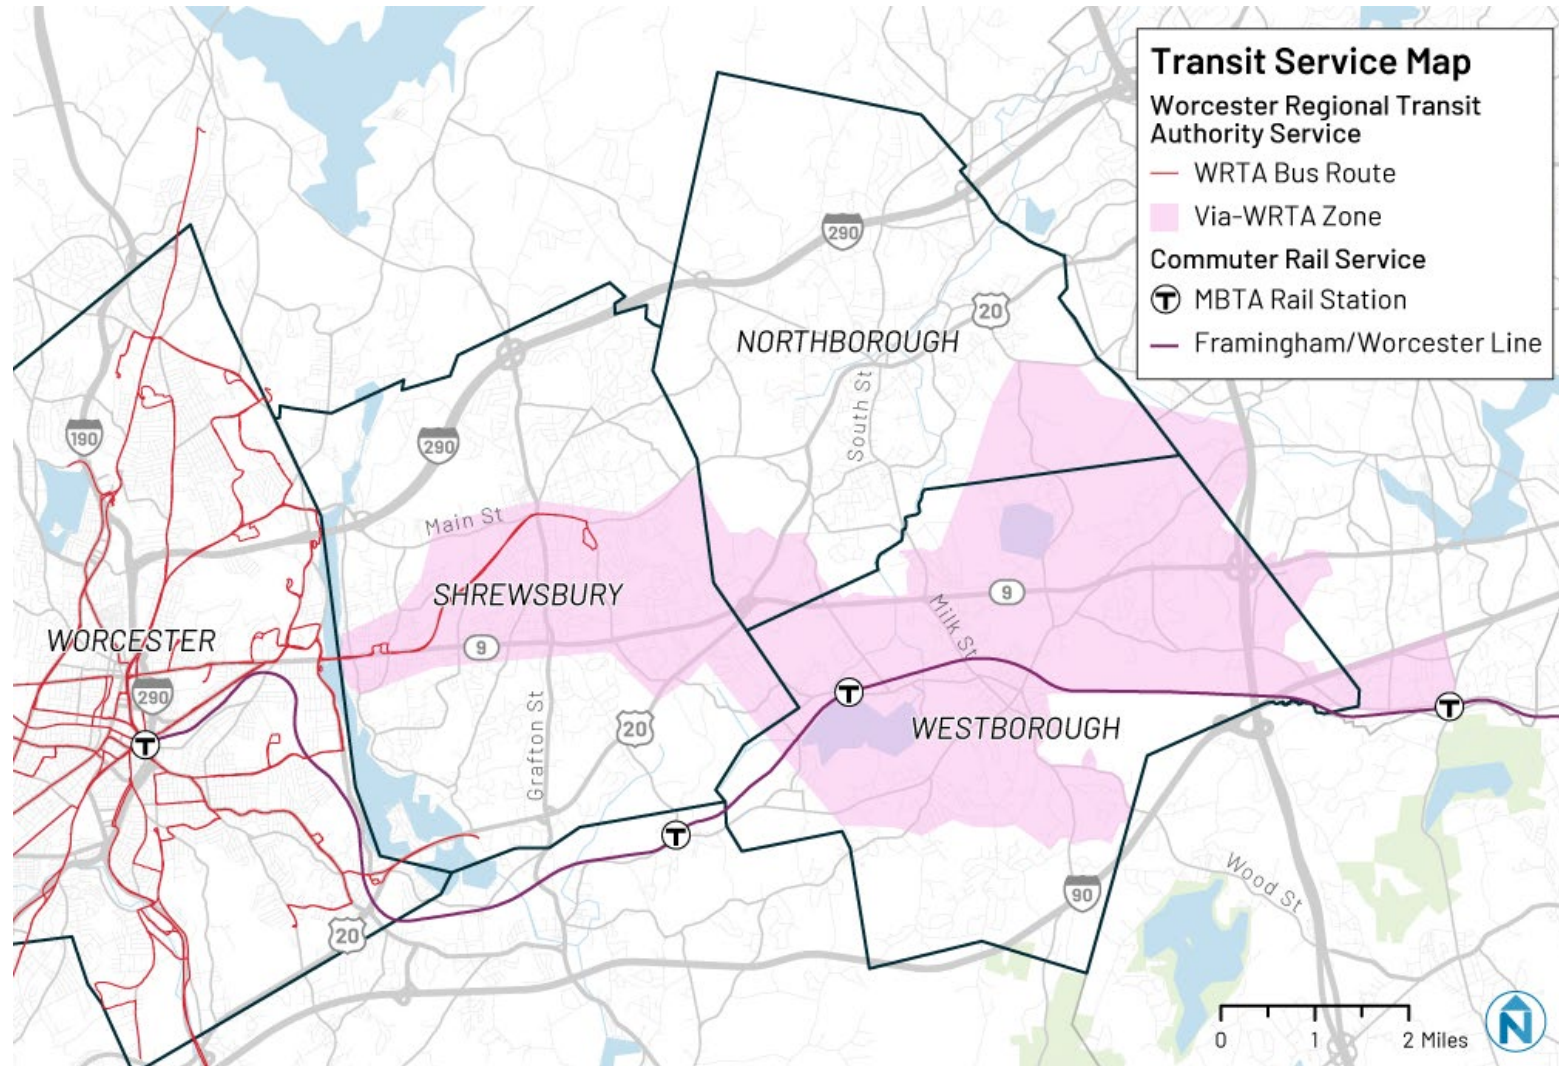 Transit Service Map
Worcester Regional Transit
Authority Service
WRTA Bus Route
Via-WRTA Zone
Commuter Rail Service
T MBTA Rail Station
Framingham/Worcester Line
290
20
NORTHBOROUGH
South St
190
290
Main St
SHREWSBURY
9
Milk St
WORCESTER
9
290
T
T
T
WESTBOROUGH
Grafton St
20
T
Wood St
90
20
0 1 2 Miles
N